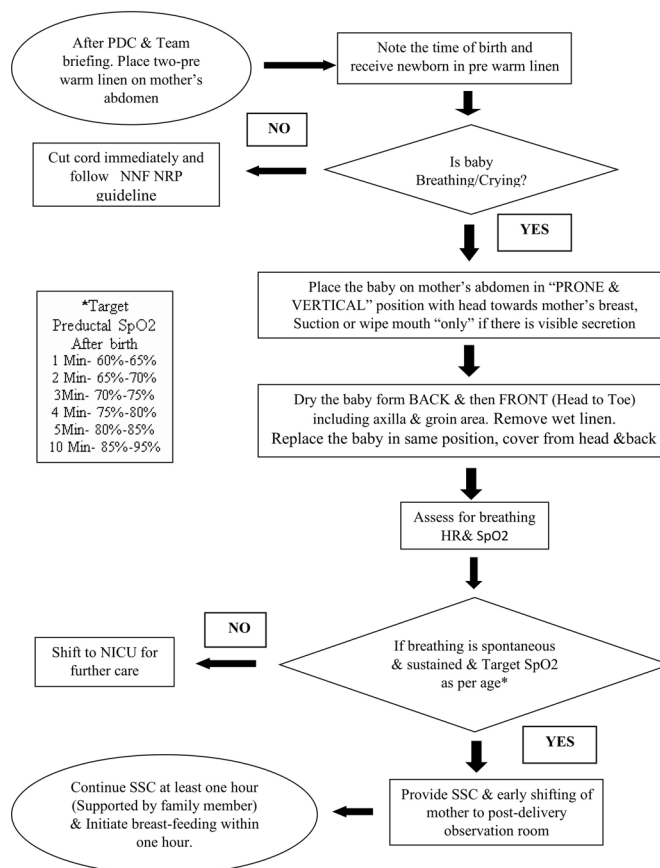 After PDC & Team
briefing. Place two-pre
warm linen on mother's
abdomen
Note the time of birth and
receive newborn in pre warm linen
NO
Cut cord immediately and
follow NNF NRP
guideline
Is baby
Breathing/Crying?
YES
Place the baby on mother's abdomen in "PRONE &
VERTICAL" position with head towards mother's breast,
Suction or wipe mouth "only" if there is visible secretion
*Target
Preductal SpO2
After birth
1 Min- 60%-65%
2 Min- 65%-70%
3Min- 70%-75%
4 Min- 75%-80%
5Min- 80%-85%
10 Min- 85%-95%
Dry the baby form BACK & then FRONT (Head to Toe)
including axilla & groin area. Remove wet linen.
Replace the baby in same position, cover from head &back
Assess for breathing
HR& SpO2
NO
Shift to NICU for
further care
If breathing is spontaneous
& sustained & Target SpO2
as per age*
YES
Continue SSC at least one hour
(Supported by family member)
& Initiate breast-feeding within
one hour.
Provide SSC & early shifting of
mother to post-delivery
observation room